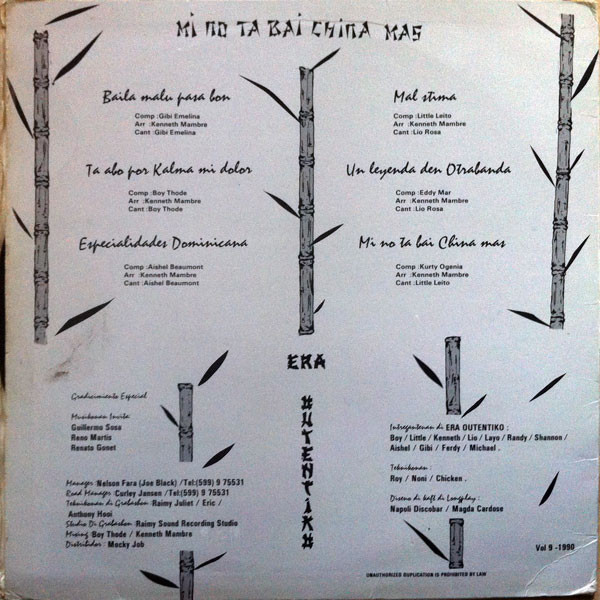 MI NO TA BAI CHINA MAS
Baila malu pasa bon
Comp :Gibi Emelina
Arr :Kenneth Mambre
Cant :Gibi Emelina
Ta abo por Kalma mi dolor
Comp :Boy Thode
Arr :Kenneth Mambre
Cant :Boy Thode
Especialidades Dominicana
Comp :Aishel Beaumont
Arr :Kenneth Mambre
Cant :Aishel Beaumont
Mal stima
Comp :Little Leito
Arr :Kenneth Mambre
Cant :Lio Rosa
Un leyenda den Otrabanda
Comp :Eddy Mar
Arr :Kenneth Mambre
Cant :Lio Rosa
Mi no ta bai China mas
Comp :Kurty Ogenia
Arr :Kenneth Mambre
Cant :Little Leito
ERA
OUTENTIKO
Gradicimiento Especial
Musikonan Invita
Guillermo Sosa
Reno Martis
Renato Gonet
Manager :Nelson Fara (Joe Black) /Tel:(599) 9 75531
Road Manager :Curley Janson /Tel:(599) 9 75531
Teknikonan di Grabashon :Raimy Juliet / Eric /
Anthony Hooi
Studio Di Grabashon :Raimy Sound Recording Studio
Mixing :Boy Thode / Kenneth Mambre
Distribidor : Mecky Job
Intregantenan di ERA OUTENTIKO :
Boy / Little / Kenneth / Lio / Layo / Randy / Shannon /
Aishel / Gibi / Ferdy / Michael .
Teknikonan :
Roy / Noni / Chicken .
Diseno di kaft di Longplay :
Napoli Discobar / Magda Cardose
Vol 9 -1990
UNAUTHORIZED DUPLICATION IS PROHIBITED BY LAW